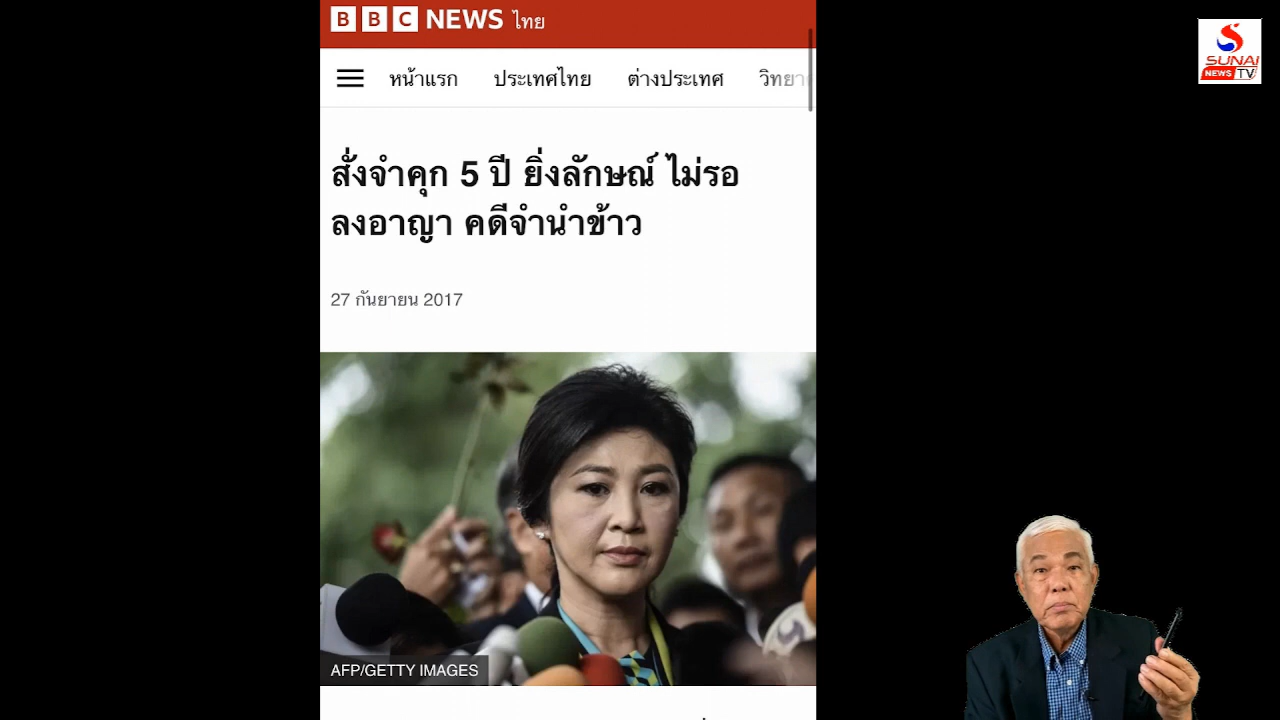 BBC NEWS ไทย
SUNAI
NEWS TV
หน้าแรก ประเทศไทย ต่างประเทศ
สั่งจำคุก 5 ปี ยิ่งลักษณ์ ไม่รอ
ลงอาญา คดีจำนำข้าว
27 กันยายน 2017
AFP/GETTY IMAGES